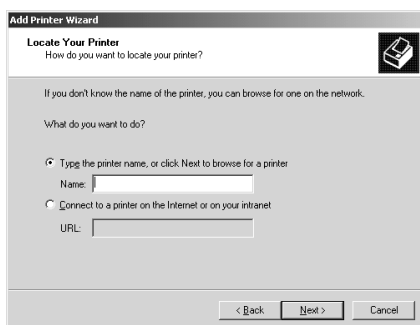 Add Printer Wizard
Locate Your Printer
How do you want to locate your printer?
If you don't know the name of the printer, you can browse for one on the network.
What do you want to do?
Type the printer name, or click Next to browse for a printer
Name:
Connect to a printer on the Internet or on your intranet
URL:
< Back Next > Cancel